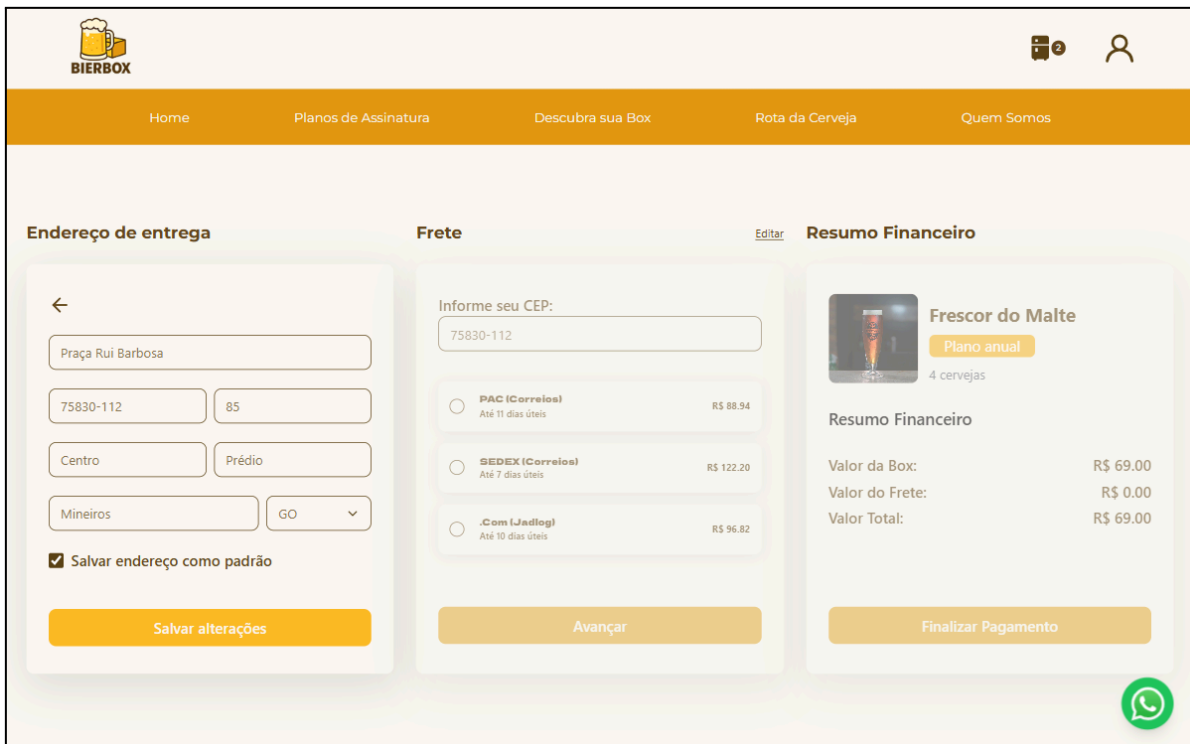 BIERBOX
2
Home Planos de Assinatura Descubra sua Box Rota da Cerveja Quem Somos
Endereço de entrega
Praça Rui Barbosa
75830-112 85
Centro Prédio
Mineiros GO
Salvar endereço como padrão
Salvar alterações
Frete Editar
Informe seu CEP:
75830-112
PAC (Correios)
Até 11 dias úteis R$ 88.94
SEDEX (Correios)
Até 7 dias úteis R$ 122.20
.Com (Jadlog)
Até 10 dias úteis R$ 96.82
Avançar
Resumo Financeiro
Frescor do Malte
Plano anual
4 cervejas
Resumo Financeiro
Valor da Box: R$ 69.00
Valor do Frete: R$ 0.00
Valor Total: R$ 69.00
Finalizar Pagamento